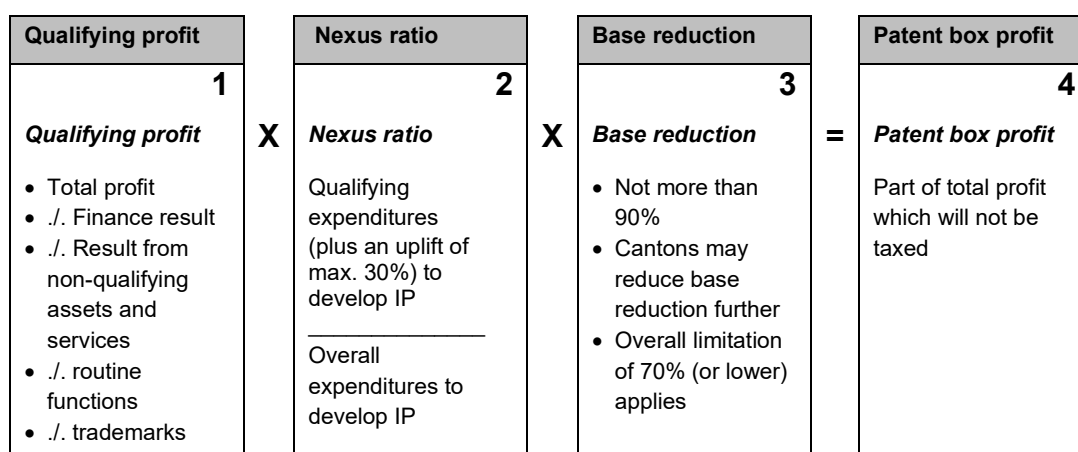 Qualifying profit
1
Qualifying profit
• Total profit
• ./. Finance result
• ./. Result from
non-qualifying
assets and
services
• ./. routine
functions
• ./. trademarks
X
Nexus ratio
2
Nexus ratio
Qualifying
expenditures
(plus an uplift of
max. 30%) to
develop IP
_______________
Overall
expenditures to
develop IP
X
Base reduction
3
Base reduction
• Not more than
90%
• Cantons may
reduce base
reduction further
• Overall limitation
of 70% (or lower)
applies
=
Patent box profit
4
Patent box profit
Part of total profit
which will not be
taxed